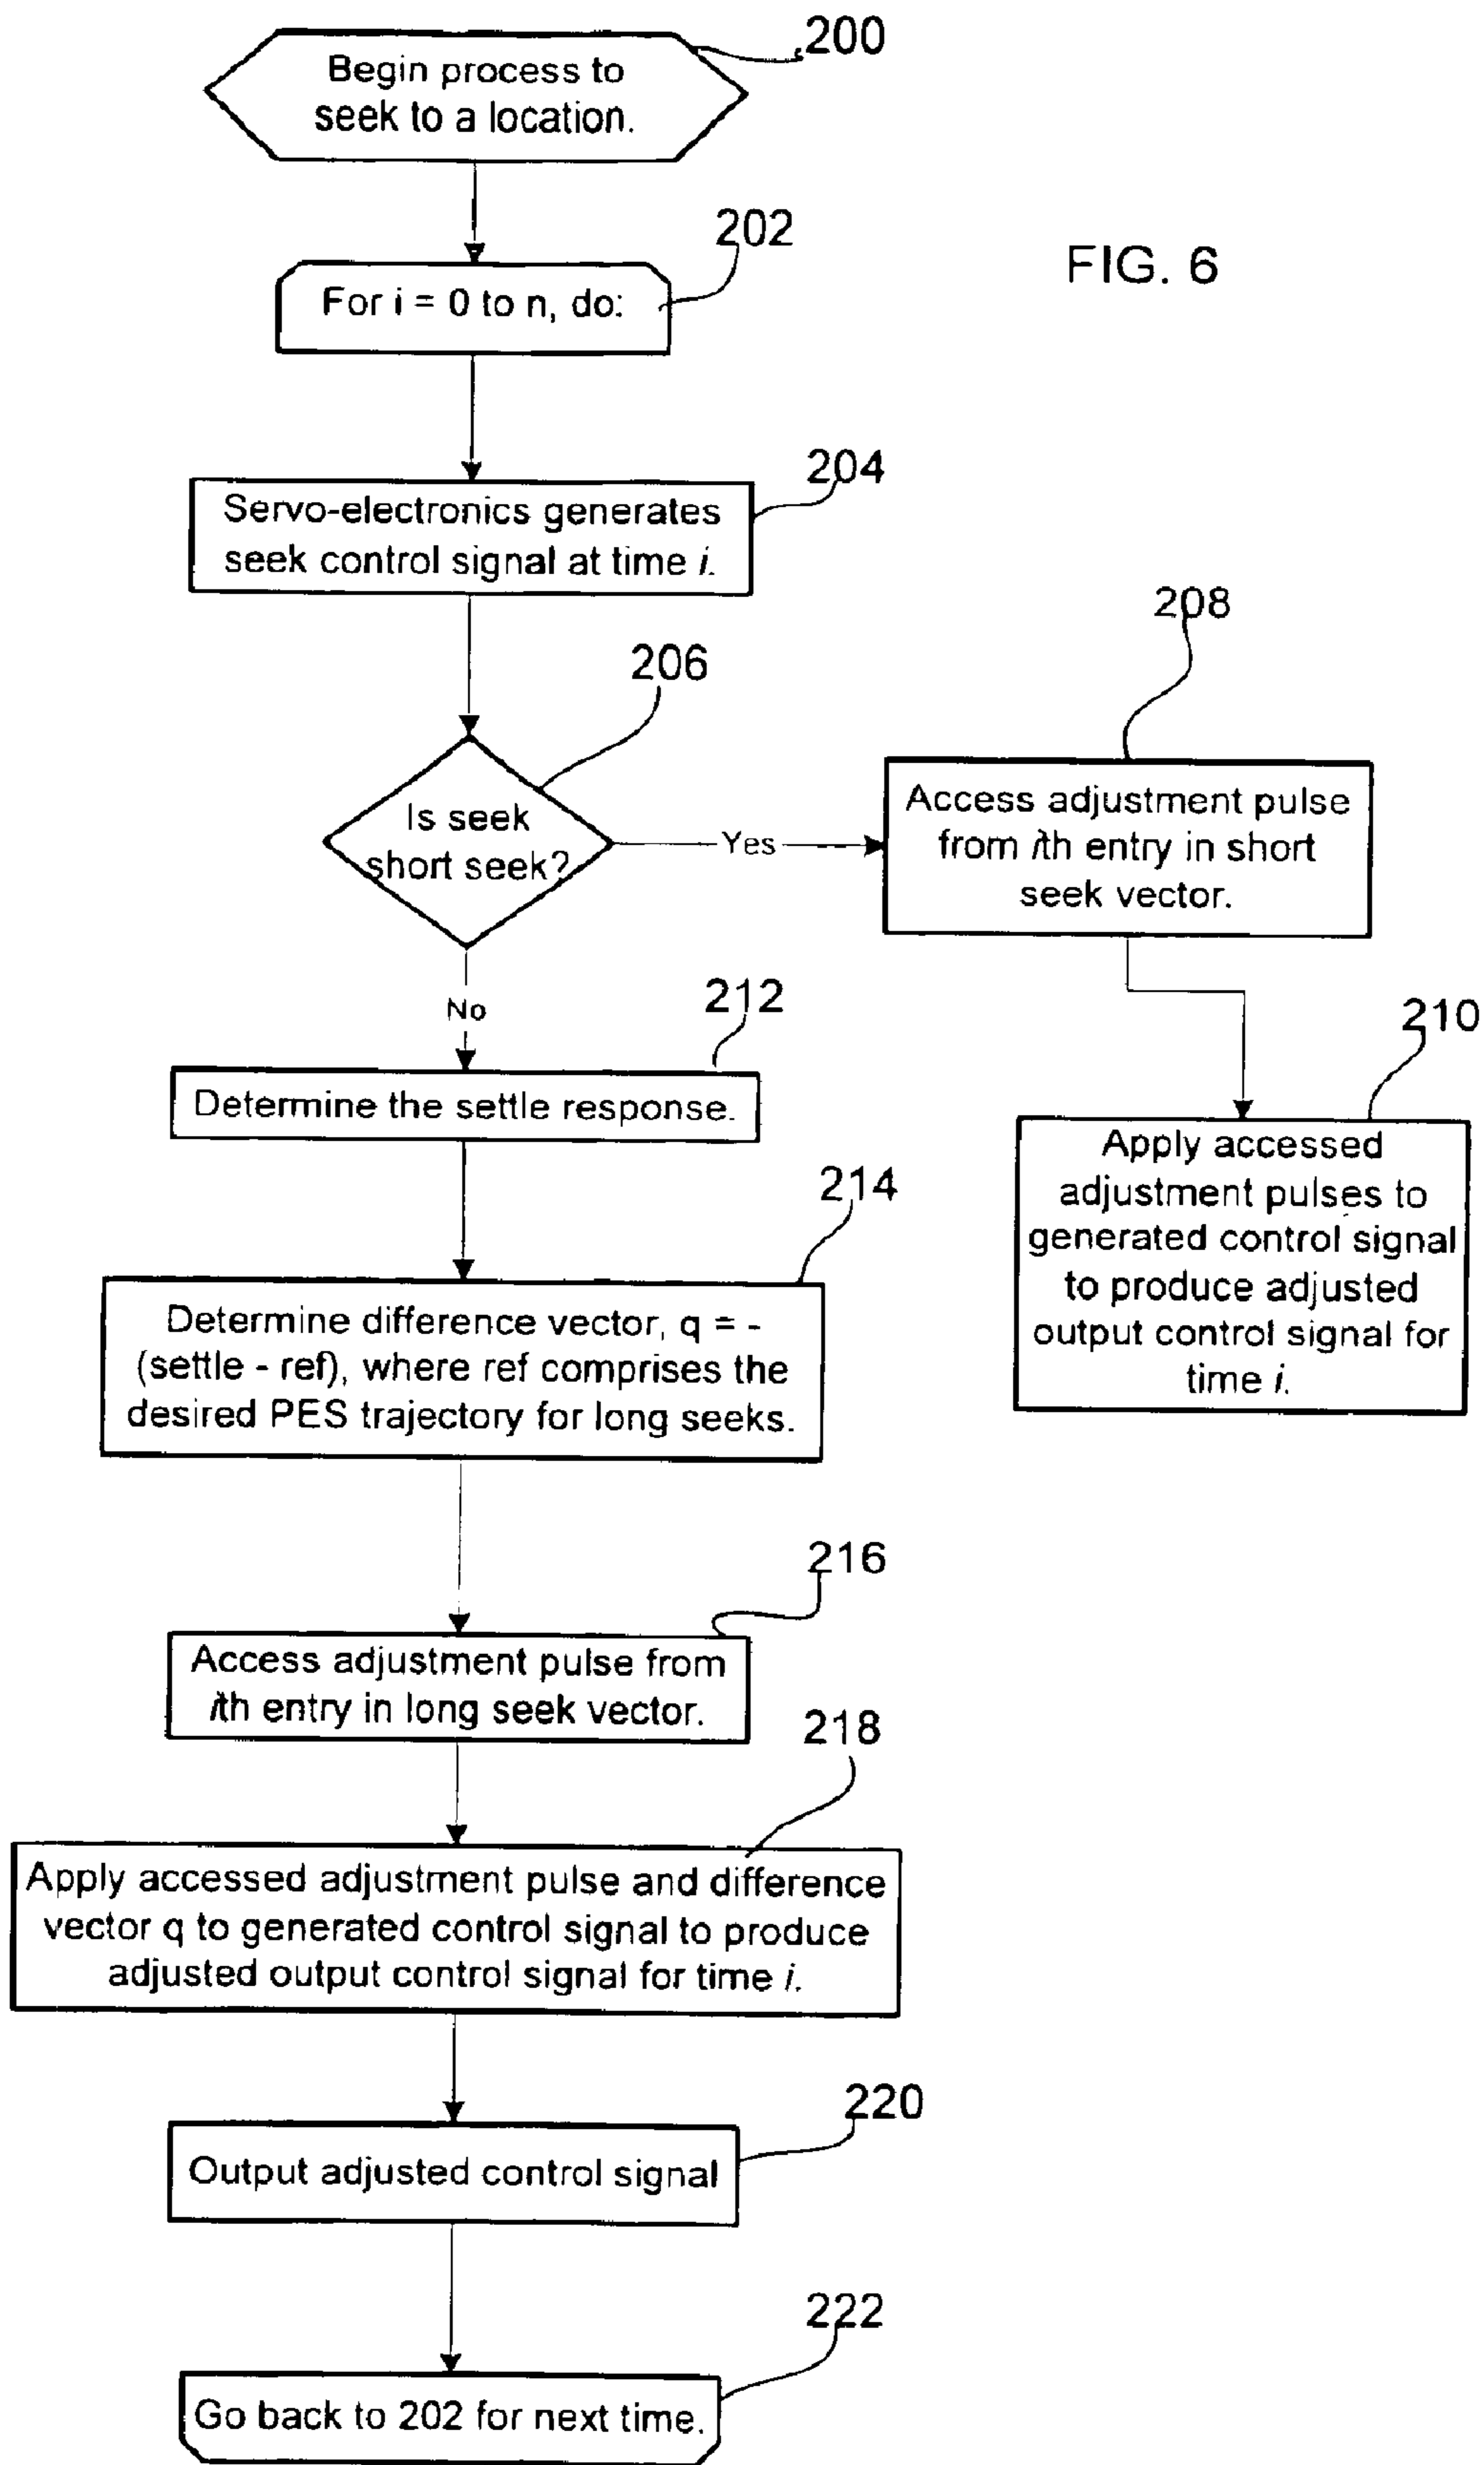 200
Begin process to
seek to a location.
202
FIG. 6
For i = 0 to n, do:
204
Servo-electronics generates
seek control signal at time i.
206
208
Is seek
short seek?
Yes
Access adjustment pulse
from ith entry in short
seek vector.
No
212
210
Determine the settle response.
Apply accessed
adjustment pulses to
generated control signal
to produce adjusted
output control signal for
time i.
214
Determine difference vector, q = -
(settle - ref), where ref comprises the
desired PES trajectory for long seeks.
216
Access adjustment pulse from
ith entry in long seek vector.
218
Apply accessed adjustment pulse and difference
vector q to generated control signal to produce
adjusted output control signal for time i.
220
Output adjusted control signal
222
Go back to 202 for next time.